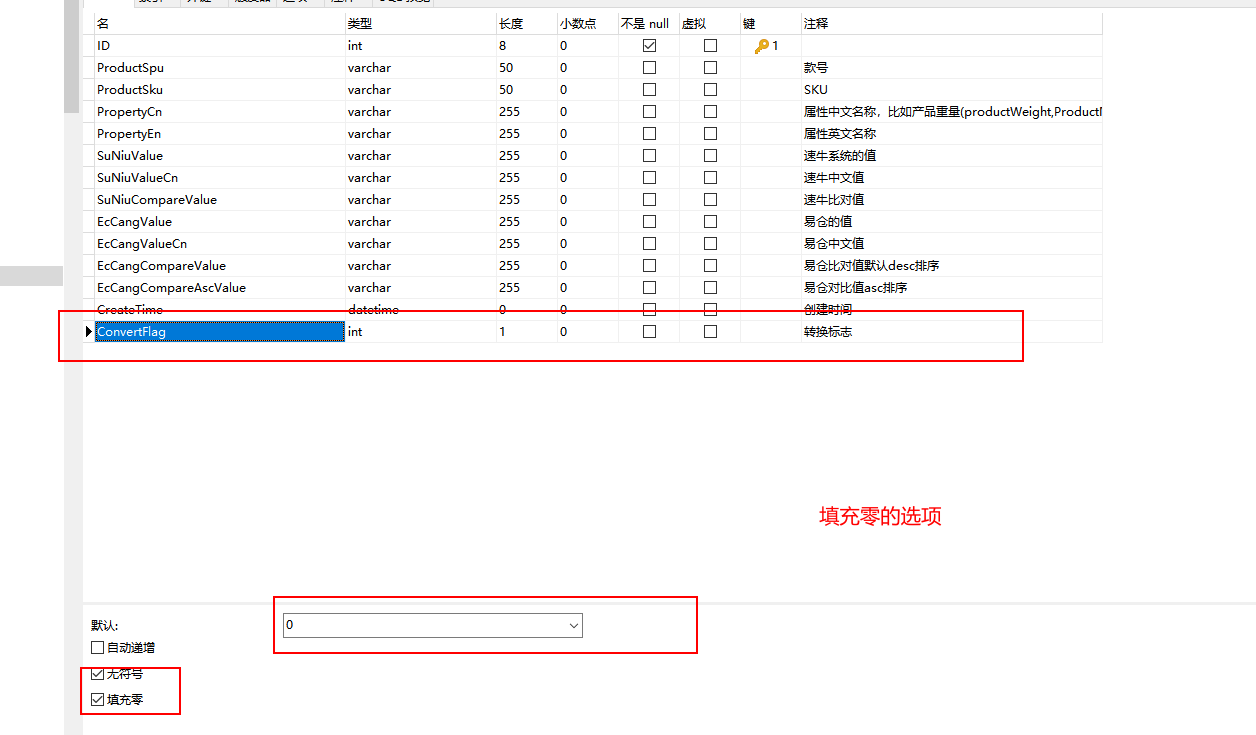 名 类型 长度 小数点 不是 null 虚拟 键 注释
ID int 8 0 1
ProductSpu varchar 50 0 款号
ProductSku varchar 50 0 SKU
PropertyCn varchar 255 0 属性中文名称，比如产品重量(productWeight,Product
PropertyEn varchar 255 0 属性英文名称
SuNiuValue varchar 255 0 速牛系统的值
SuNiuValueCn varchar 255 0 速牛中文值
SuNiuCompareValue varchar 255 0 速牛比对值
EcCangValue varchar 255 0 易仓的值
EcCangValueCn varchar 255 0 易仓中文值
EcCangCompareValue varchar 255 0 易仓比对值默认desc排序
EcCangCompareAscValue varchar 255 0 易仓对比值asc排序
CreateTime datetime 0 0 创建时间
ConvertFlag int 1 0 转换标志
填充零的选项
默认: 0
自动递增
无符号
填充零